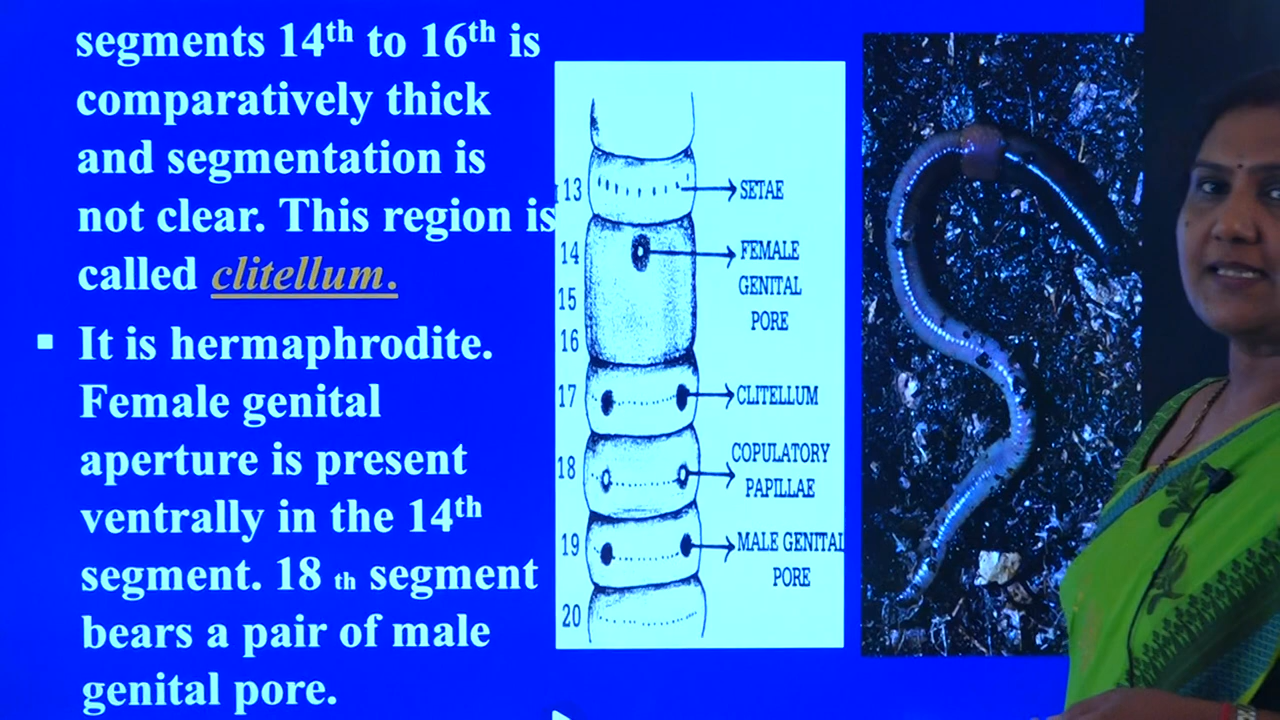 segments 14th to 16th is
comparatively thick
and segmentation is
not clear. This region is
called clitellum.
▪ It is hermaphrodite.
Female genital
aperture is present
ventrally in the 14th
segment. 18 th segment
bears a pair of male
genital pore.
13
14
15
16
17
18
19
20
SETAE
FEMALE
GENITAL
PORE
CLITELLUM
COPULATORY
PAPILLAE
MALE GENITAL
PORE